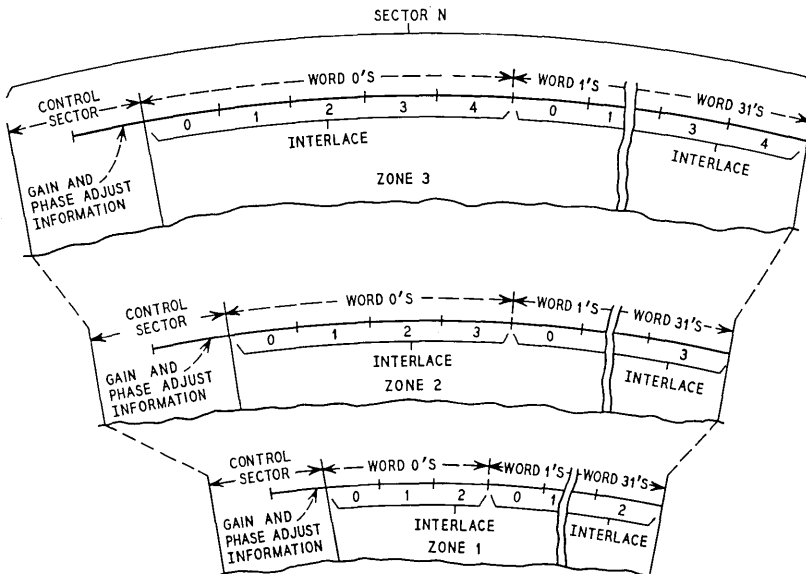 SECTOR N
CONTROL SECTOR
WORD 0'S
WORD 1'S
WORD 31'S
0 1 2 3 4 0 1 3 4
INTERLACE
INTERLACE
GAIN AND
PHASE ADJUST
INFORMATION
ZONE 3
CONTROL
SECTOR
WORD 0'S
WORD 1'S
WORD 31'S
0 1 2 3 0 3
INTERLACE
INTERLACE
GAIN AND
PHASE ADJUST
INFORMATION
ZONE 2
CONTROL
SECTOR
WORD 0'S
WORD 1'S
WORD 31'S
0 1 2 0 1 2
INTERLACE
INTERLACE
GAIN AND
PHASE ADJUST
INFORMATION
ZONE 1